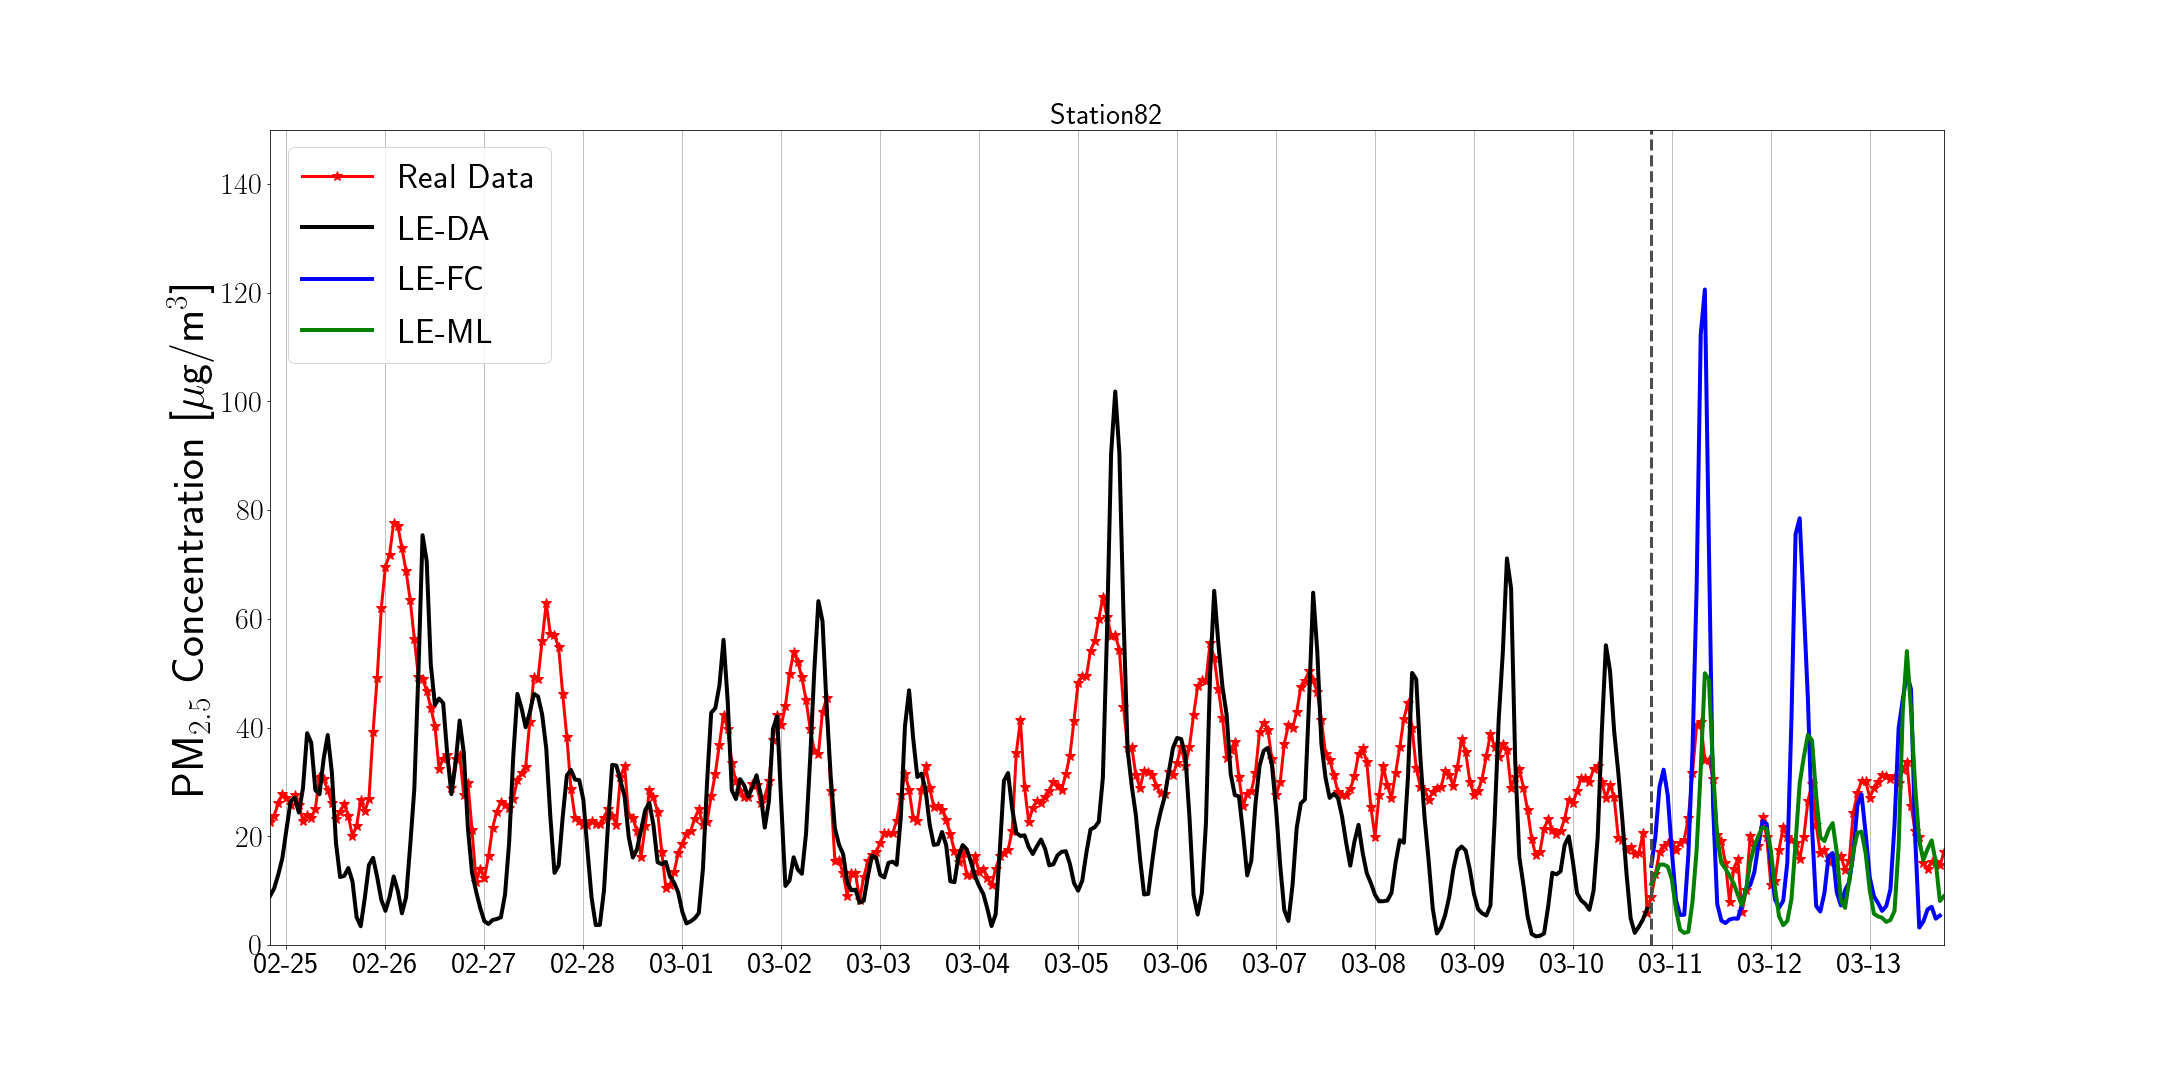 Station82
Real Data
LE-DA
LE-FC
LE-ML
PM2.5 Concentration [μg/m³]
140
120
100
80
60
40
20
0
02-25 02-26 02-27 02-28 03-01 03-02 03-03 03-04 03-05 03-06 03-07 03-08 03-09 03-10 03-11 03-12 03-13